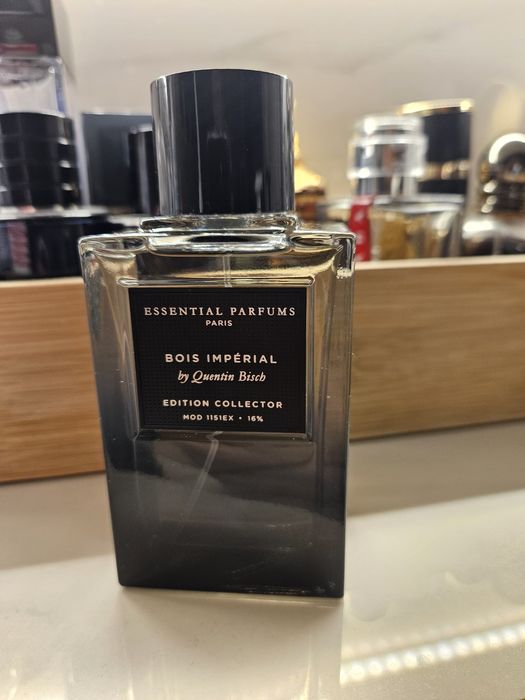 ESSENTIAL PARFUMS
PARIS
BOIS IMPÉRIAL
by Quentin Bisch
EDITION COLLECTOR
MOD 1151EX • 16%